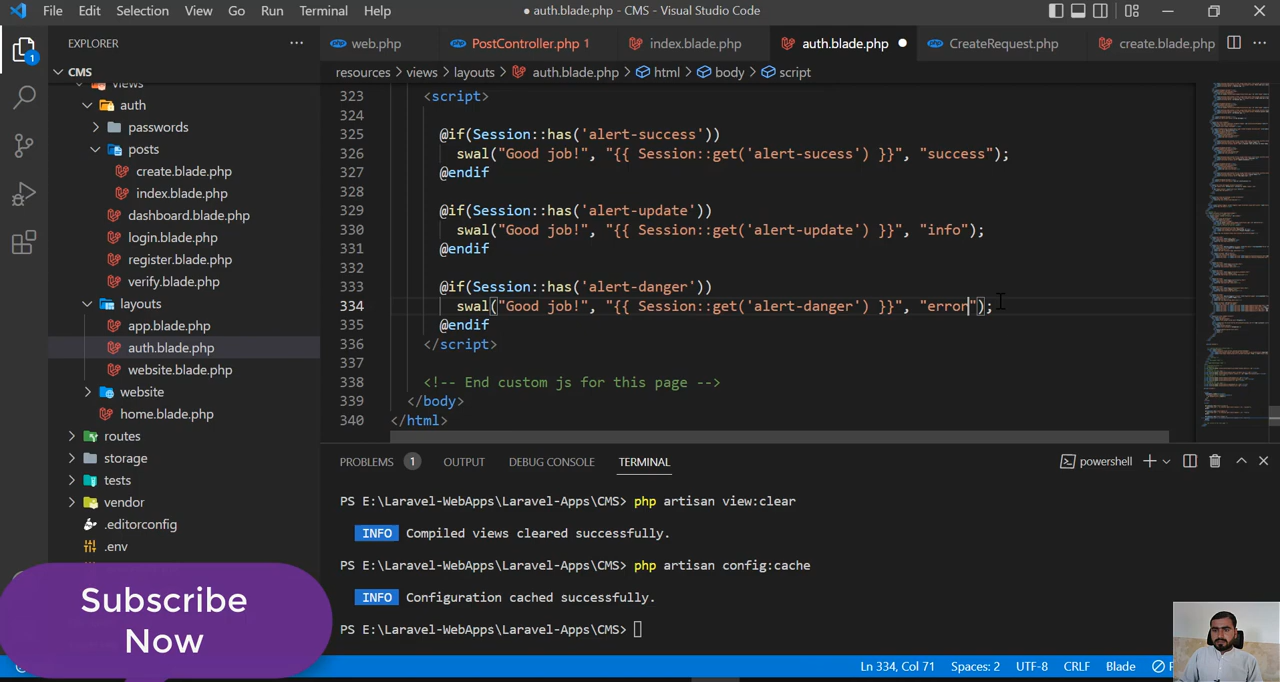 File Edit Selection View Go Run Terminal Help
● auth.blade.php - CMS - Visual Studio Code
EXPLORER
web.php
PostController.php 1
index.blade.php
auth.blade.php
CreateRequest.php
create.blade.php
CMS
resources > views > layouts > auth.blade.php > html > body > script
1
views
auth
passwords
posts
create.blade.php
index.blade.php
dashboard.blade.php
login.blade.php
register.blade.php
verify.blade.php
layouts
app.blade.php
auth.blade.php
website.blade.php
website
home.blade.php
routes
storage
tests
vendor
.editorconfig
.env
323 <script>
324
325 @if(Session::has('alert-success'))
326 swal("Good job!", "{{ Session::get('alert-sucess') }}", "success");
327 @endif
328
329 @if(Session::has('alert-update'))
330 swal("Good job!", "{{ Session::get('alert-update') }}", "info");
331 @endif
332
333 @if(Session::has('alert-danger'))
334 swal("Good job!", "{{ Session::get('alert-danger') }}", "error");
335 @endif
336 </script>
337
338 <!-- End custom js for this page -->
339 </body>
340 </html>
PROBLEMS 1 OUTPUT DEBUG CONSOLE TERMINAL
powershell
PS E:\Laravel-WebApps\Laravel-Apps\CMS> php artisan view:clear
INFO Compiled views cleared successfully.
PS E:\Laravel-WebApps\Laravel-Apps\CMS> php artisan config:cache
INFO Configuration cached successfully.
PS E:\Laravel-WebApps\Laravel-Apps\CMS>
Subscribe
Now
Ln 334, Col 71 Spaces: 2 UTF-8 CRLF Blade